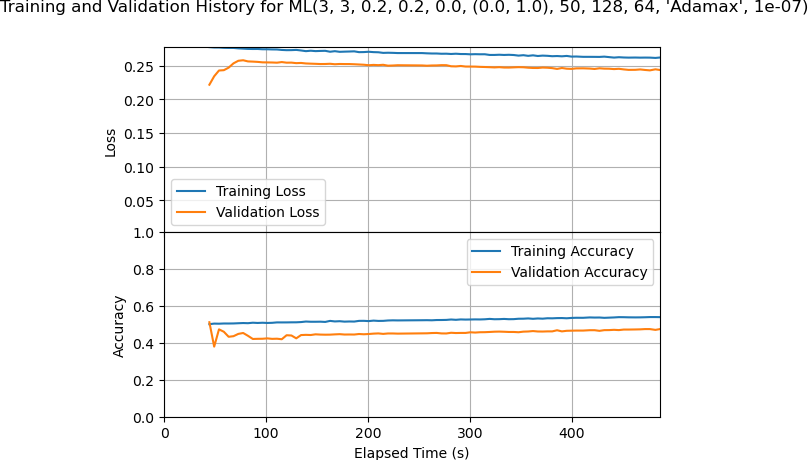 Training and Validation History for ML(3, 3, 0.2, 0.2, 0.0, (0.0, 1.0), 50, 128, 64, 'Adamax', 1e-07)
0.25
0.20
0.15
0.10
0.05
Loss
Training Loss
Validation Loss
1.0
0.8
0.6
0.4
0.2
0.0
Accuracy
Training Accuracy
Validation Accuracy
0
100
200
300
400
Elapsed Time (s)